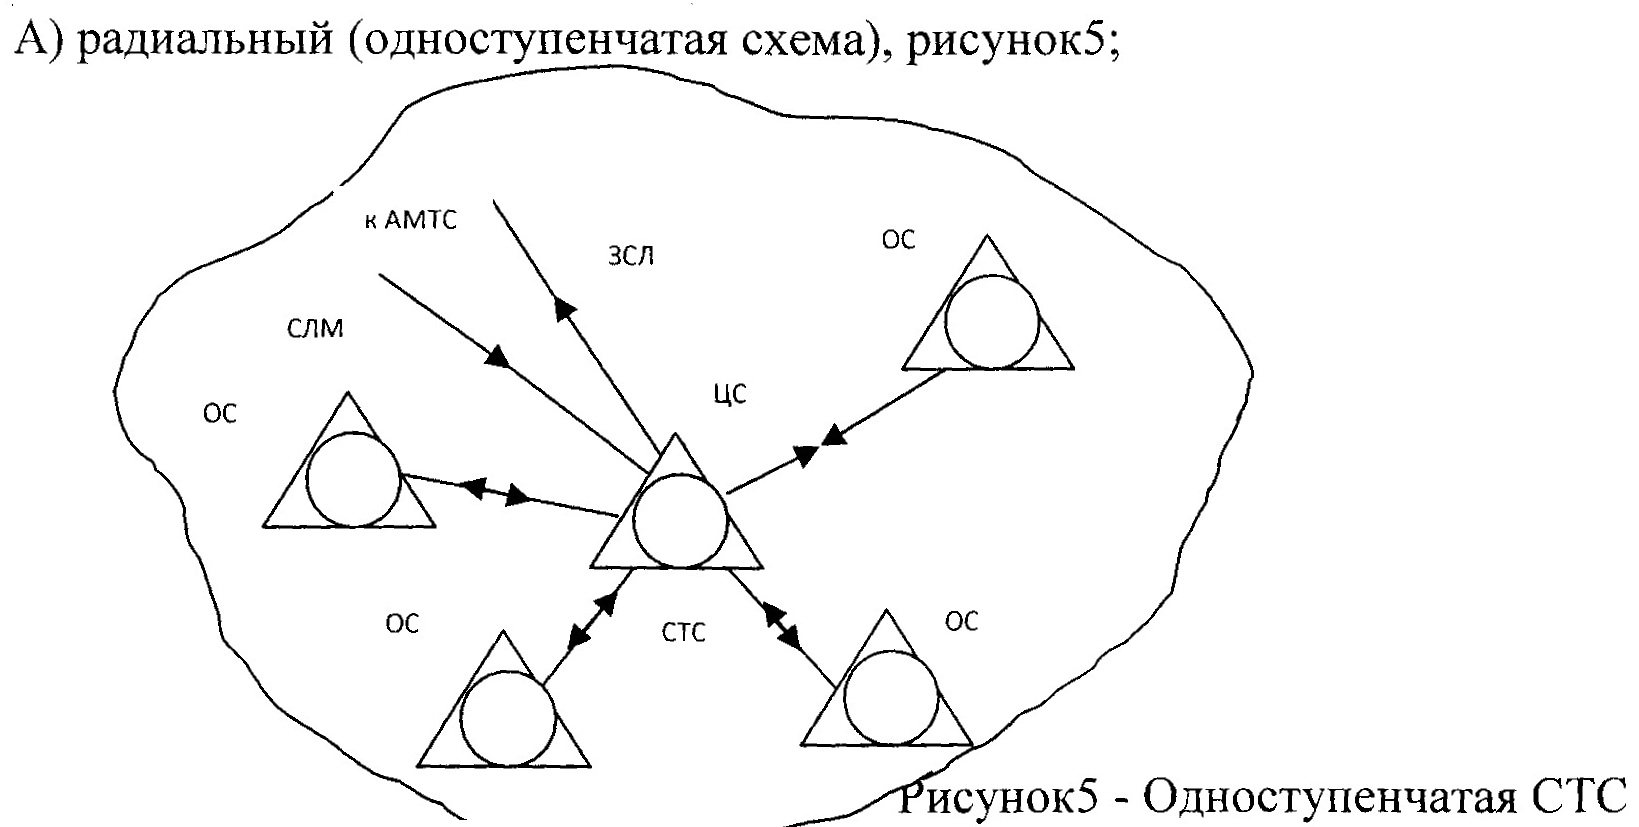 А) радиальный (одноступенчатая схема), рисунок5;
к АМТС
ЗСЛ
ОС
СЛМ
ЦС
ОС
ОС
СТС
ОС
Рисунок5 - Одноступенчатая СТС